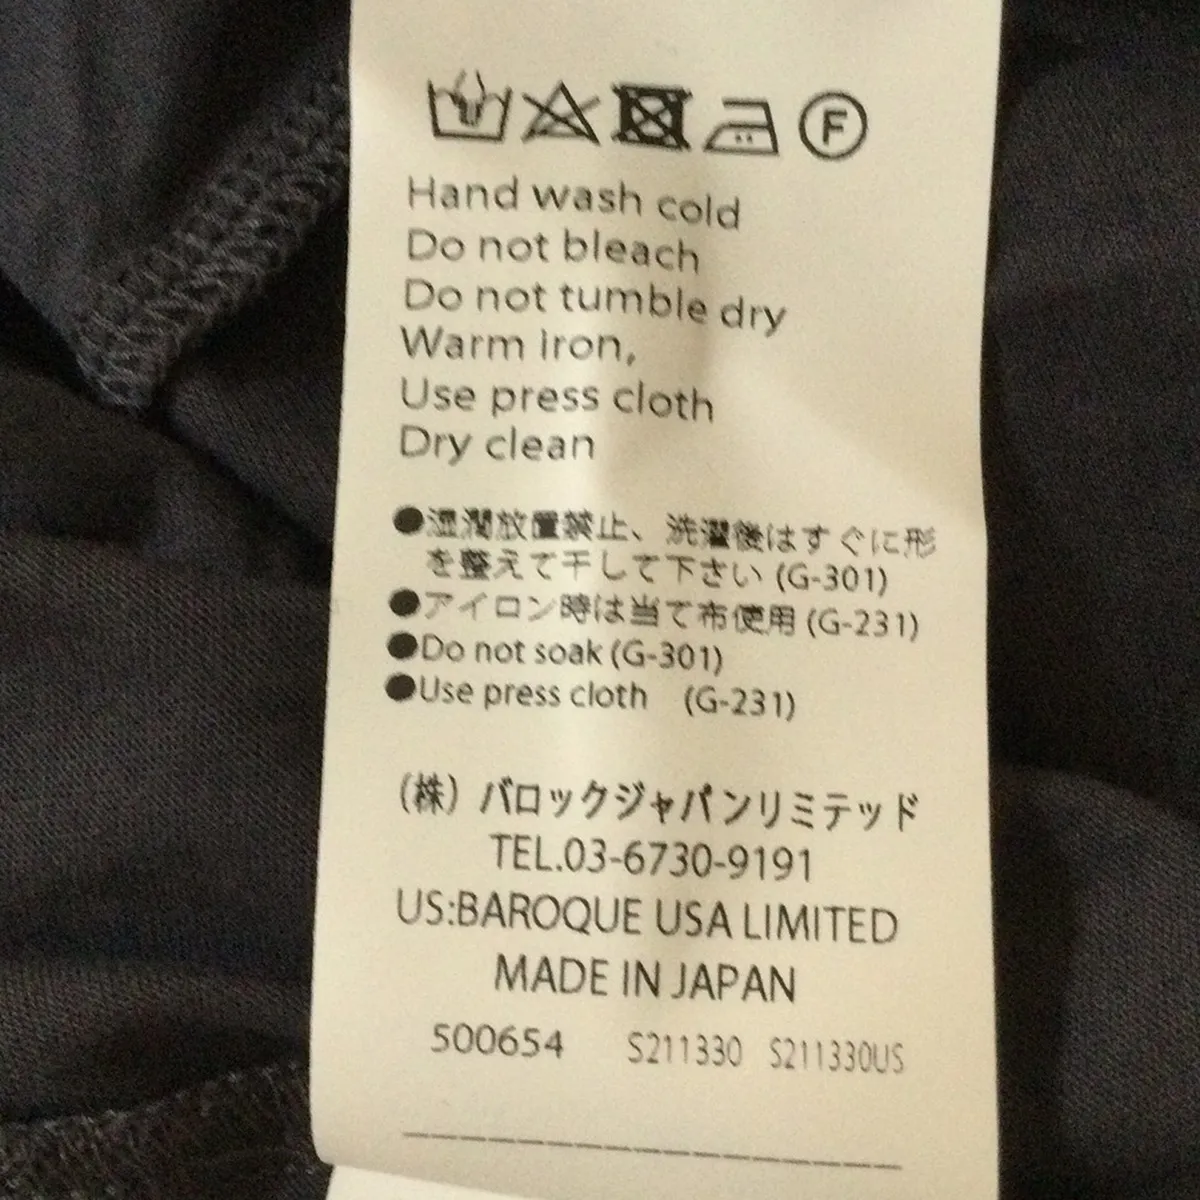 F
Hand wash cold
Do not bleach
Do not tumble dry
Warm iron,
Use press cloth
Dry clean
●湿潤放置禁止、洗濯後はすぐに形
を整えて干して下さい (G-301)
●アイロン時は当て布使用 (G-231)
●Do not soak (G-301)
●Use press cloth (G-231)
(株) バロックジャパンリミテッド
TEL.03-6730-9191
US:BAROQUE USA LIMITED
MADE IN JAPAN
500654 S211330 S211330US